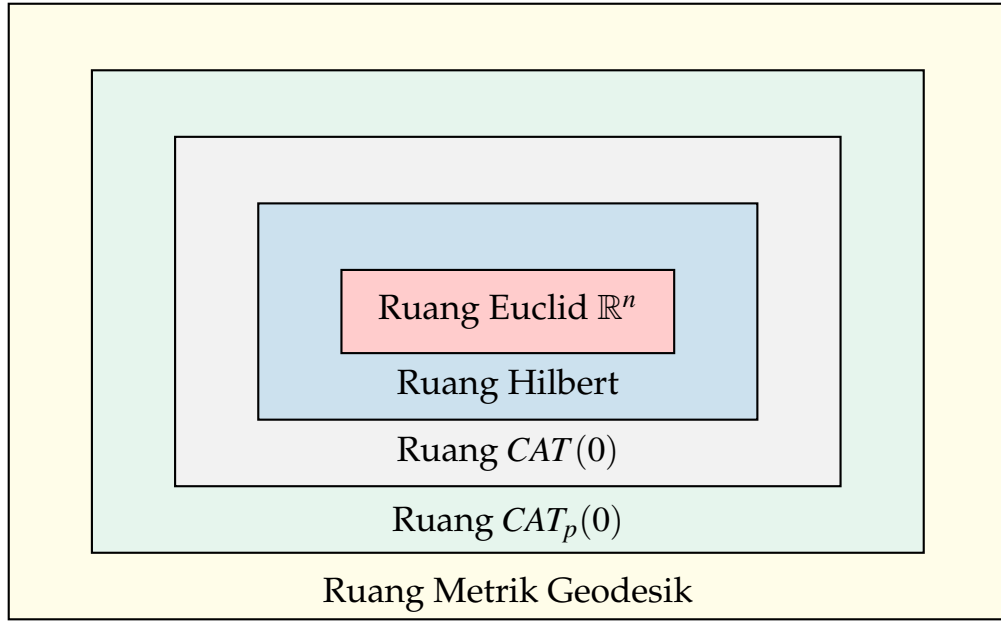 Ruang Euclid ℝⁿ
Ruang Hilbert
Ruang CAT(0)
Ruang CATₚ(0)
Ruang Metrik Geodesik